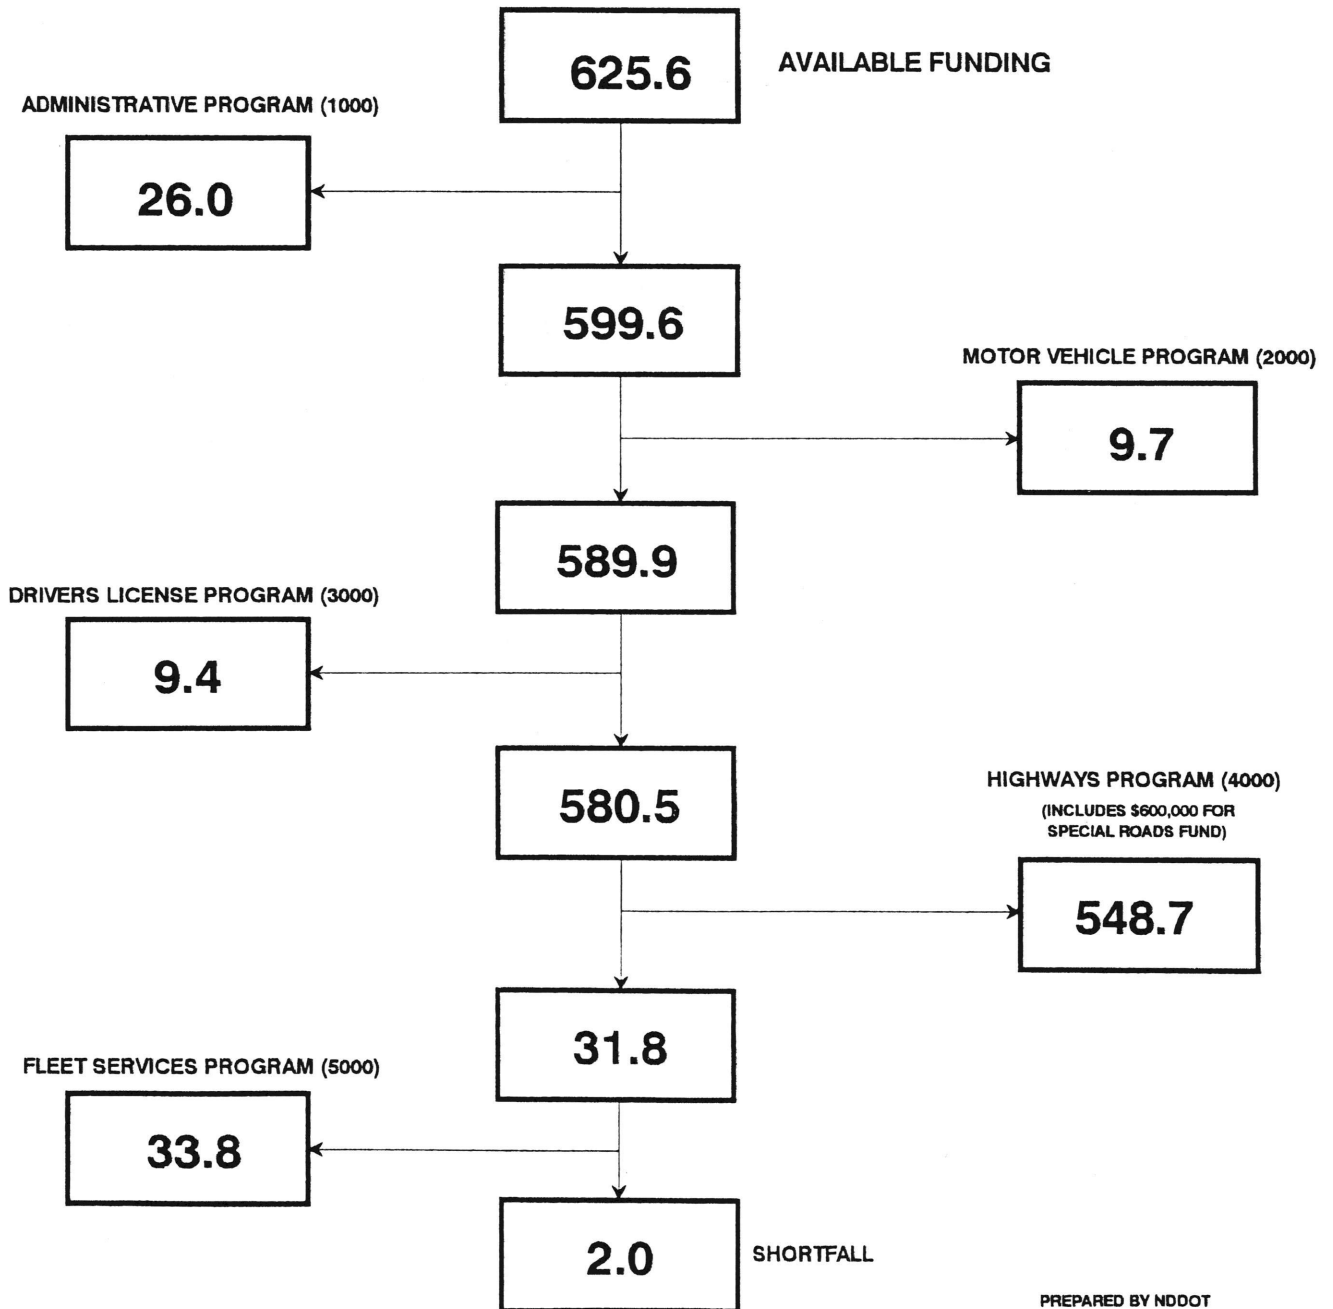 625.6
AVAILABLE FUNDING
ADMINISTRATIVE PROGRAM (1000)
26.0
599.6
MOTOR VEHICLE PROGRAM (2000)
9.7
589.9
DRIVERS LICENSE PROGRAM (3000)
9.4
580.5
HIGHWAYS PROGRAM (4000)
(INCLUDES $600,000 FOR
SPECIAL ROADS FUND)
548.7
31.8
FLEET SERVICES PROGRAM (5000)
33.8
2.0
SHORTFALL
PREPARED BY NDDOT